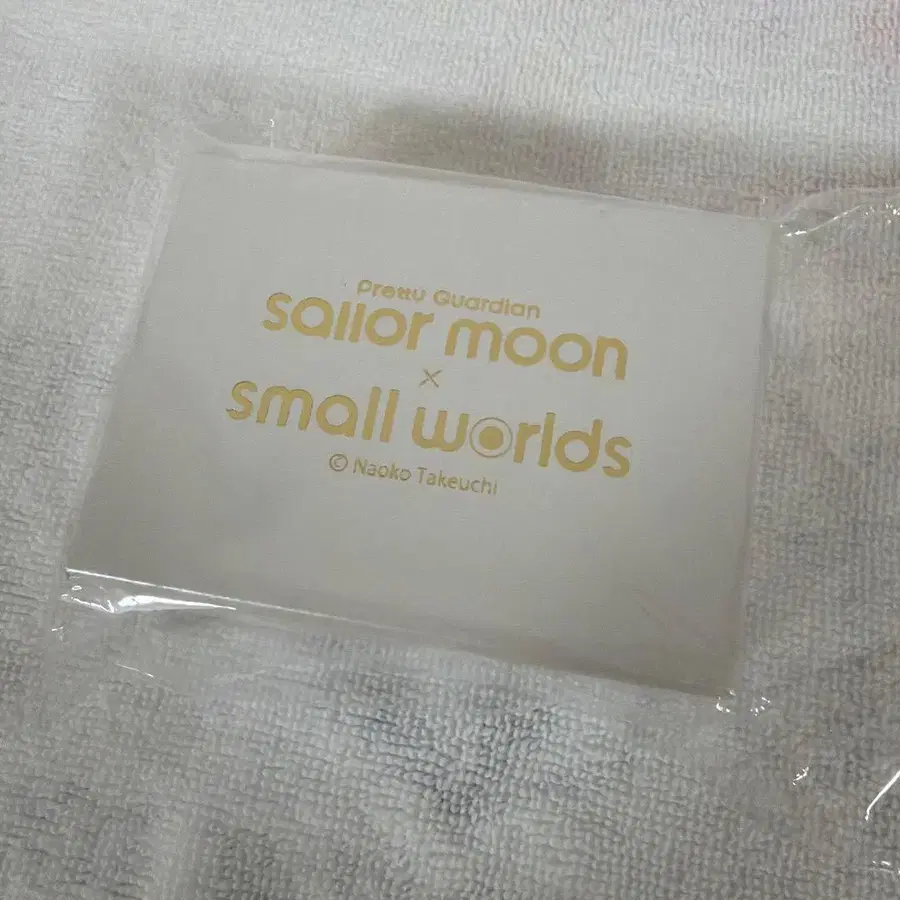 Pretty Guardian
sailor moon
×
small worlds
© Naoko Takeuchi